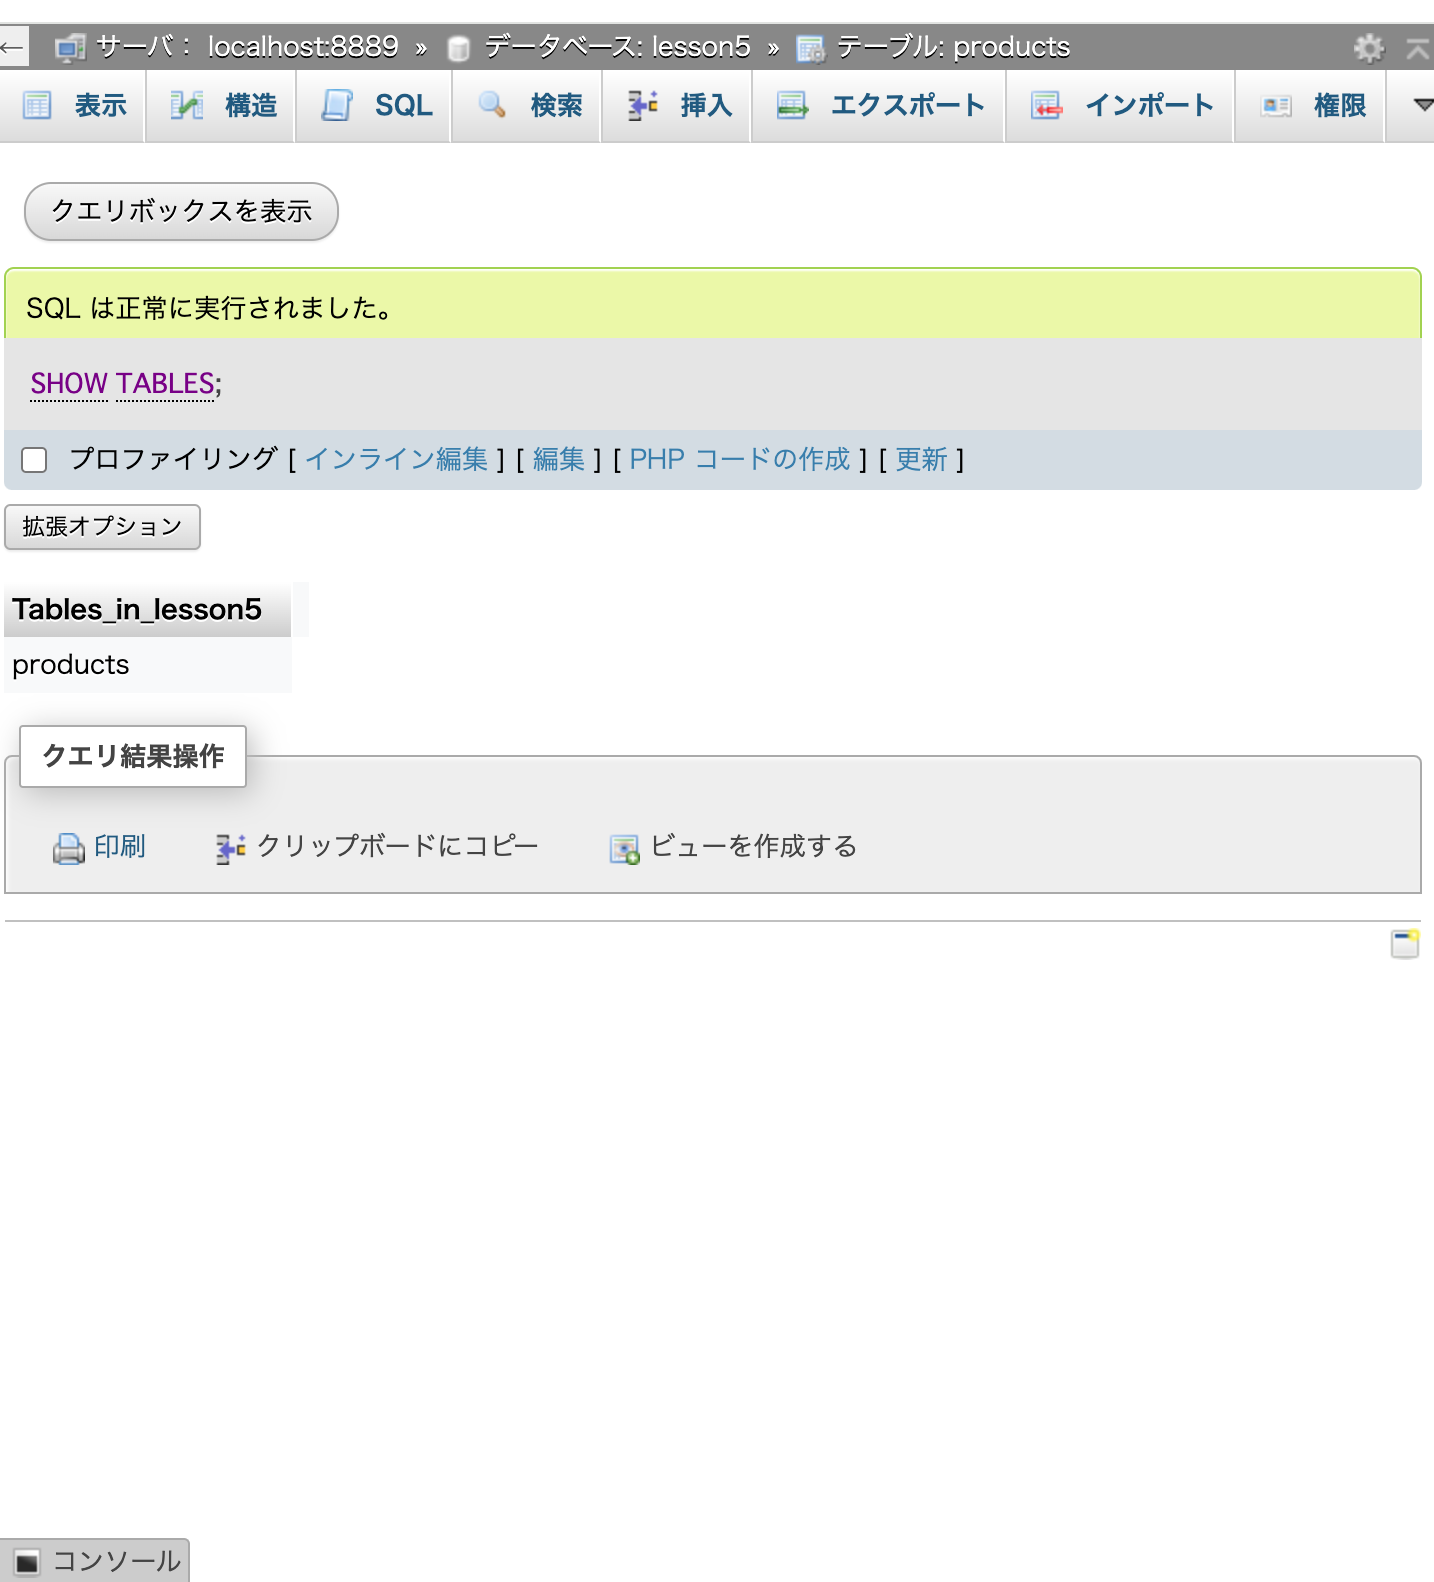 ← サーバ： localhost:8889 » データベース: lesson5 » テーブル: products
表示 構造 SQL 検索 挿入 エクスポート インポート 権限
クエリボックスを表示
SQL は正常に実行されました。
SHOW TABLES;
プロファイリング [ インライン編集 ] [ 編集 ] [ PHP コードの作成 ] [ 更新 ]
拡張オプション
Tables_in_lesson5
products
クエリ結果操作
印刷 クリップボードにコピー ビューを作成する
コンソール